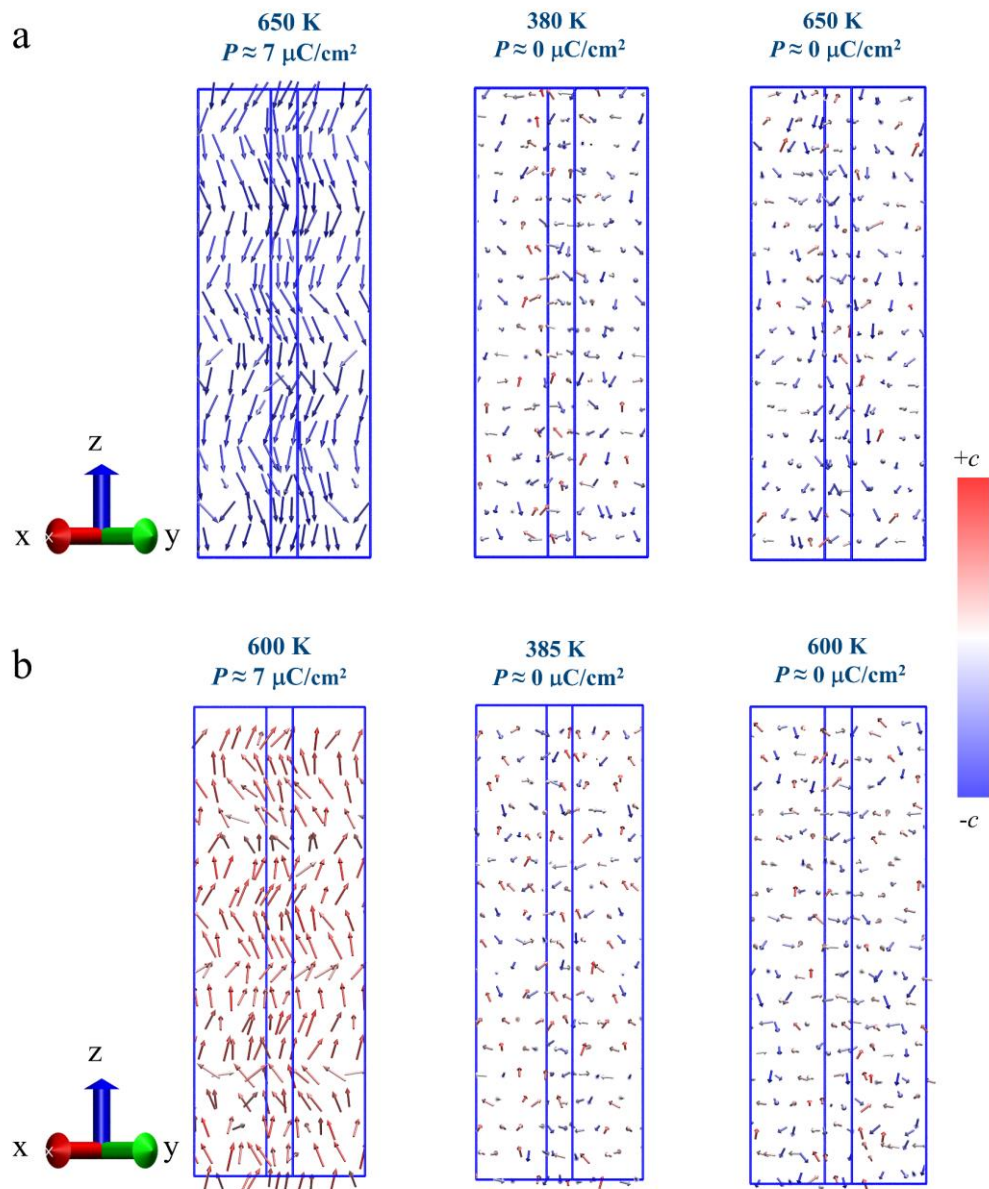 a
650 K
P ≈ 7 μC/cm²
380 K
P ≈ 0 μC/cm²
650 K
P ≈ 0 μC/cm²
z
x
x
y
+c
-c
b
600 K
P ≈ 7 μC/cm²
385 K
P ≈ 0 μC/cm²
600 K
P ≈ 0 μC/cm²
z
x
x
y